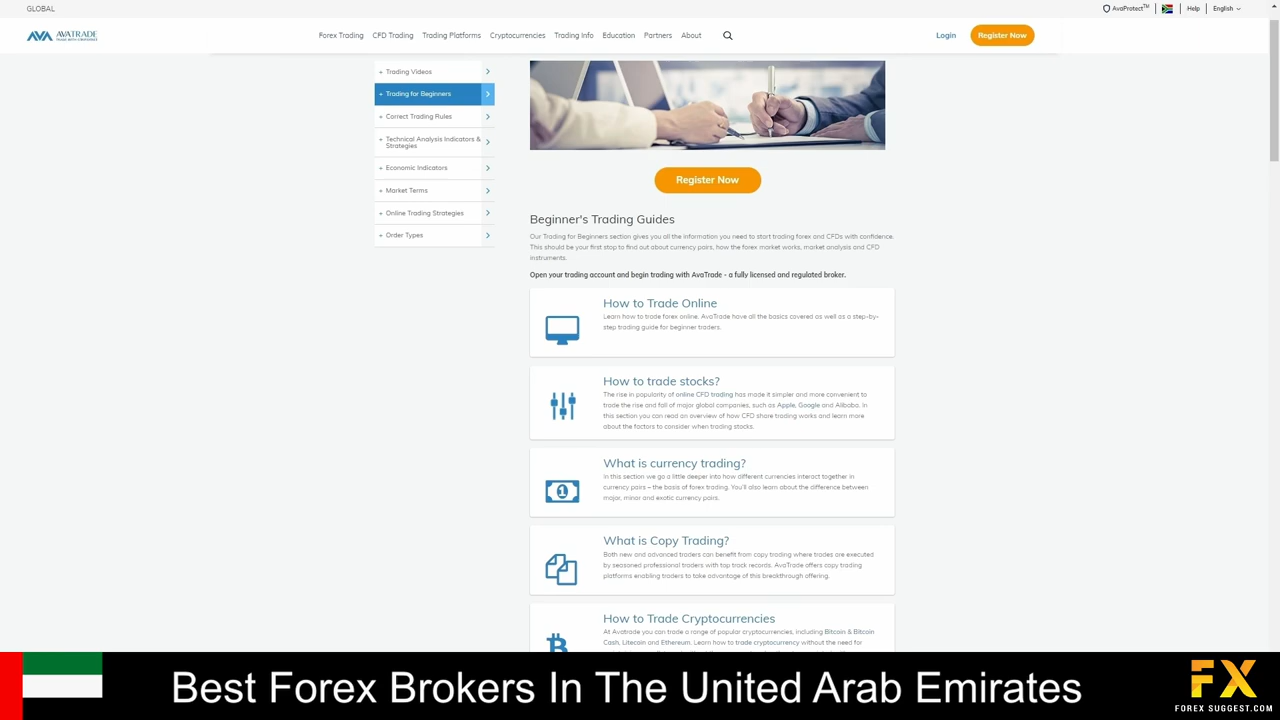 GLOBAL
AvaProtect™
Help
English
AVATRADE
Forex Trading
CFD Trading
Trading Platforms
Cryptocurrencies
Trading Info
Education
Partners
About
Login
Register Now
+ Trading Videos
+ Trading for Beginners
+ Correct Trading Rules
+ Technical Analysis Indicators &
Strategies
+ Economic Indicators
+ Market Terms
+ Online Trading Strategies
+ Order Types
Register Now
Beginner's Trading Guides
Our Trading for Beginners section gives you all the information you need to start trading forex and CFDs with confidence.
This should be your first stop to find out about currency pairs, how the forex market works, market analysis and CFD
instruments.
Open your trading account and begin trading with AvaTrade - a fully licensed and regulated broker.
How to Trade Online
Learn how to trade forex online. AvaTrade have all the basics covered as well as a step-by-
step trading guide for beginner traders.
How to trade stocks?
The rise in popularity of online CFD trading has made it simpler and more convenient to
trade the rise and fall of major global companies, such as Apple, Google and Alibaba. In
this section you can read an overview of how CFD share trading works and learn more
about the factors to consider when trading stocks.
What is currency trading?
In this section we go a little deeper into how different currencies interact together in
currency pairs – the basis of forex trading. You'll also learn about the difference between
major, minor and exotic currency pairs.
What is Copy Trading?
Both new and advanced traders can benefit from copy trading where trades are executed
by seasoned professional traders with top track records. AvaTrade offers copy trading
platforms enabling traders to take advantage of this breakthrough offering.
How to Trade Cryptocurrencies
At Avatrade you can trade a range of popular cryptocurrencies, including Bitcoin & Bitcoin
Cash, Litecoin and Ethereum. Learn how to trade cryptocurrency without the need for
Best Forex Brokers In The United Arab Emirates
FX
FOREX SUGGEST.COM